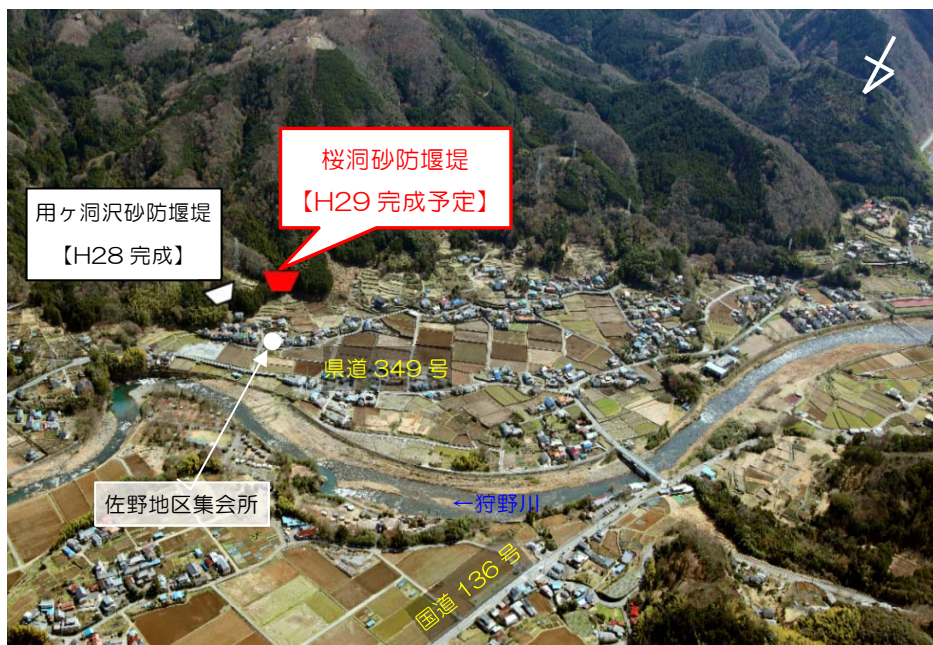 桜洞砂防堰堤
【H29 完成予定】
用ヶ洞沢砂防堰堤
【H28 完成】
県道 349 号
佐野地区集会所
←狩野川
国道 136 号